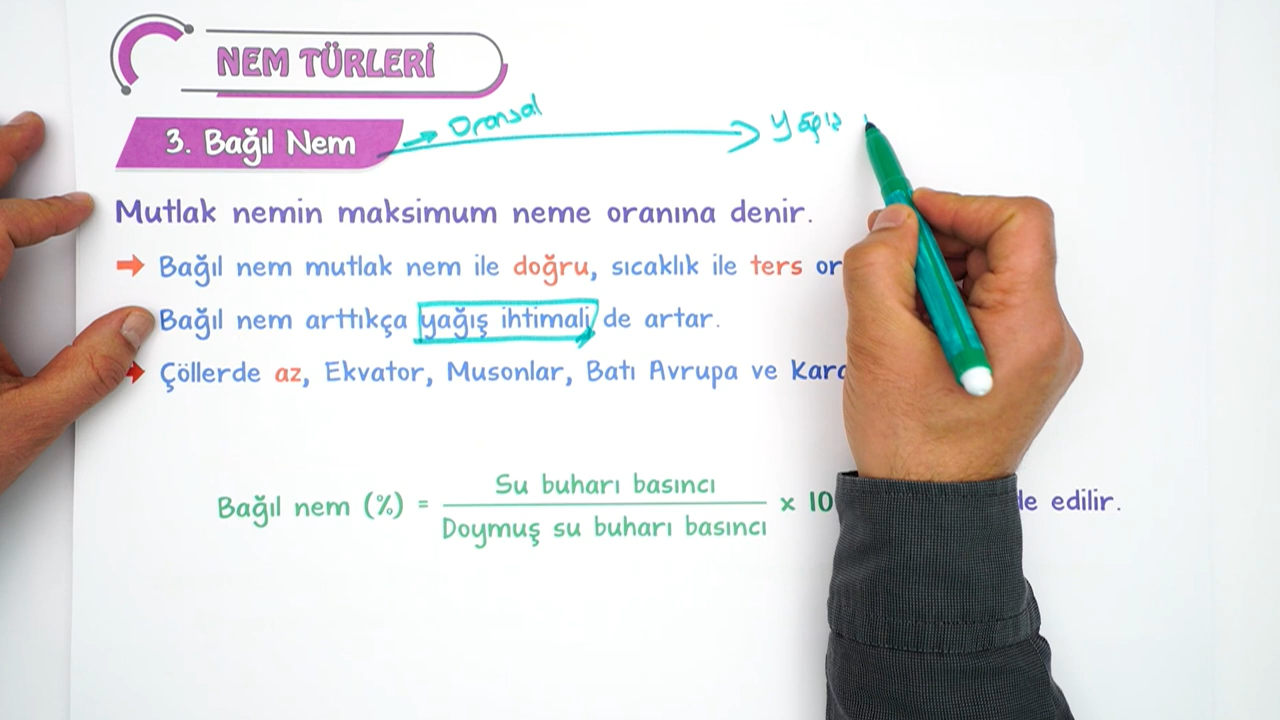 NEM TÜRLERİ
3. Bağıl Nem
Oransal
Yağış
Mutlak nemin maksimum neme oranına denir.
Bağıl nem mutlak nem ile doğru, sıcaklık ile ters or
Bağıl nem arttıkça yağış ihtimali de artar.
Çöllerde az, Ekvator, Musonlar, Batı Avrupa ve Kara
Bağıl nem (%) = Su buharı basıncı
Doymuş su buharı basıncı
x 10
de edilir.